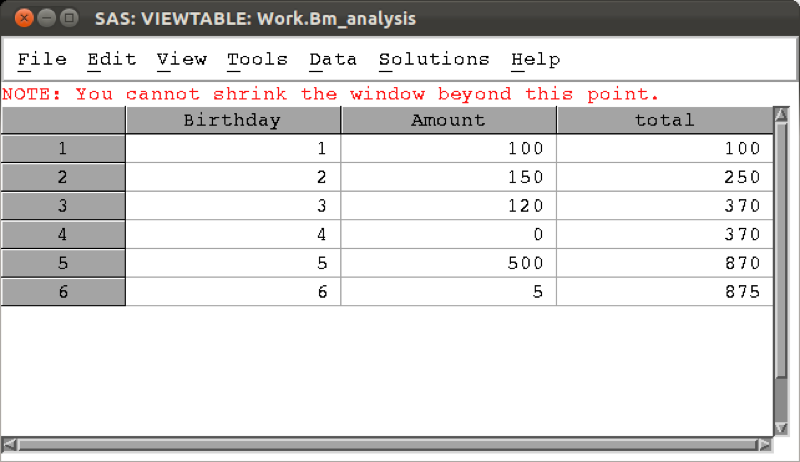 SAS: VIEWTABLE: Work.Bm_analysis
File Edit View Tools Data Solutions Help
NOTE: You cannot shrink the window beyond this point.
Birthday Amount total
1 1 100 100
2 2 150 250
3 3 120 370
4 4 0 370
5 5 500 870
6 6 5 875